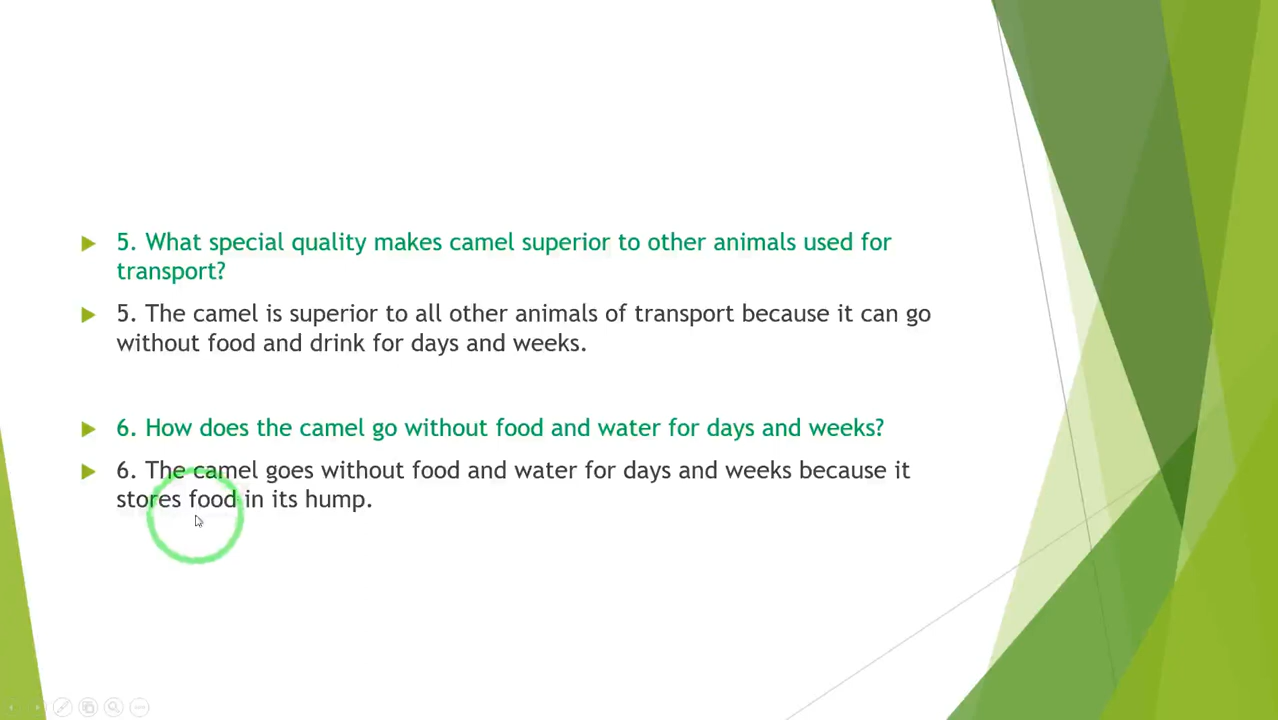 5. What special quality makes camel superior to other animals used for
transport?
5. The camel is superior to all other animals of transport because it can go
without food and drink for days and weeks.
6. How does the camel go without food and water for days and weeks?
6. The camel goes without food and water for days and weeks because it
stores food in its hump.